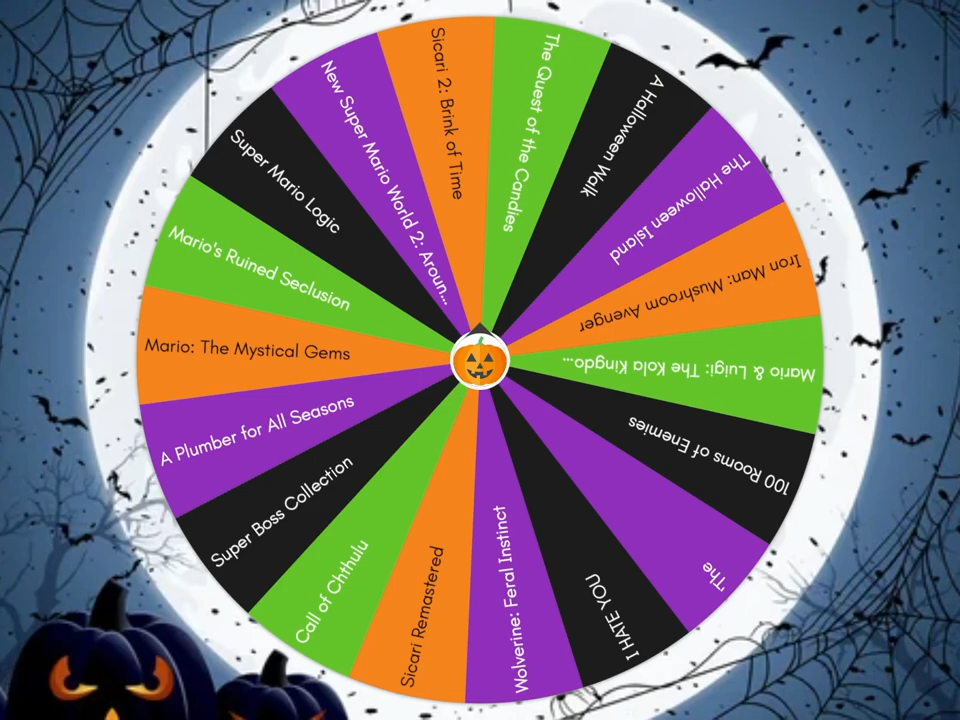 Sicari 2: Brink of Time
The Quest of the Candies
A Halloween Walk
The Halloween Island
Iron Man: Mushroom Avenger
Mario & Luigi: The Kola Kingdo...
100 Rooms of Enemies
The
I HATE YOU
Wolverine: Feral Instinct
Sicari Remastered
Call of Chthulu
Super Boss Collection
A Plumber for All Seasons
Mario: The Mystical Gems
Mario's Ruined Seclusion
Super Mario Logic
New Super Mario World 2: Aroun...